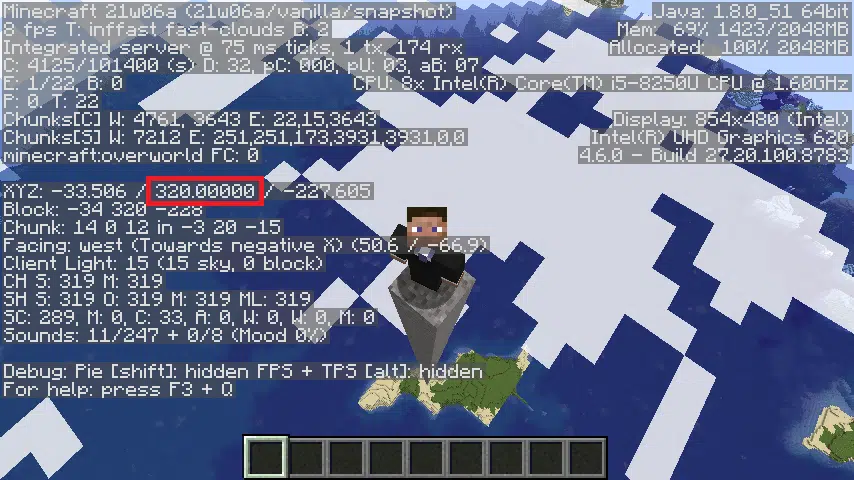 Minecraft 21w06a (21w06a/vanilla/snapshot)
8 fps T: inffast fast-clouds B: 2
Integrated server @ 75 ms ticks, 1 tx, 174 rx
C: 4125/101400 (s) D: 32, pC: 000, pU: 03, aB: 07
E: 1/22, B: 0
P: 0, T: 22
Chunks[C] W: 4761, 3643 E: 22,15,3643
Chunks[S] W: 7212 E: 251,251,173,3931,3931,0,0
minecraft:overworld FC: 0
XYZ: -33.506 / 320.00000 / -227.605
Block: -34 320 -228
Chunk: 14 0 12 in -3 20 -15
Facing: west (Towards negative X) (50.6 / -66.9)
Client Light: 15 (15 sky, 0 block)
CH S: 319 M: 319
SH S: 319 O: 319 M: 319 ML: 319
SC: 289, M: 0, C: 33, A: 0, W: 0, W: 0, M: 0
Sounds: 11/247 + 0/8 (Mood 0%)
Debug: Pie [shift]: hidden FPS + TPS [alt]: hidden
For help: press F3 + Q
Java: 1.8.0_51 64bit
Mem: 69% 1423/2048MB
Allocated: 100% 2048MB
CPU: 8x Intel(R) Core(TM) i5-8250U CPU @ 1.60GHz
Display: 854x480 (Intel)
Intel(R) UHD Graphics 620
4.6.0 - Build 27.20.100.8783